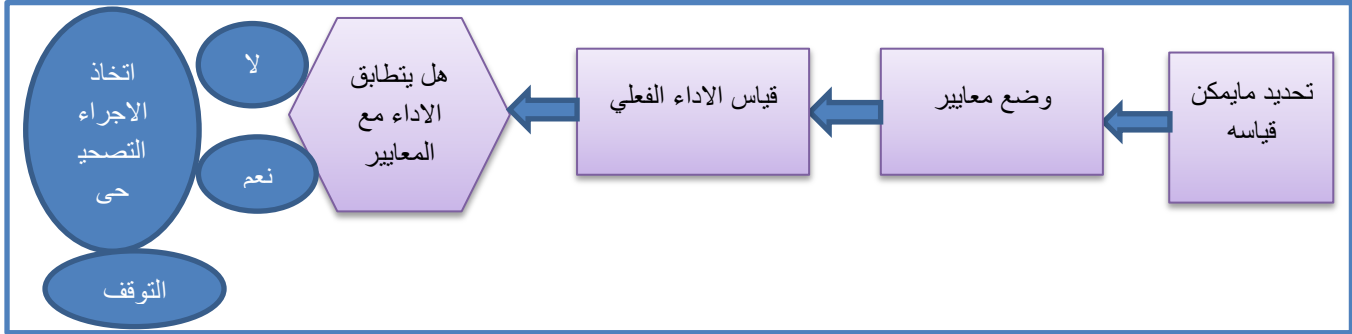 تحديد مايمكن
قياسه
وضع معايير
قياس الاداء الفعلي
هل يتطابق
الاداء مع
المعايير
لا
نعم
اتخاذ
الاجراء
التصحيـ
حى
التوقف